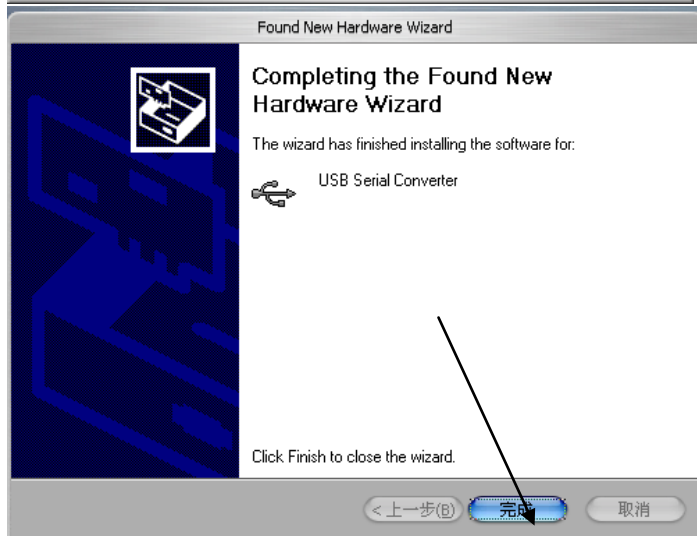 Found New Hardware Wizard
Completing the Found New
Hardware Wizard
The wizard has finished installing the software for:
USB Serial Converter
Click Finish to close the wizard.
<上一步(B)
完成
取消